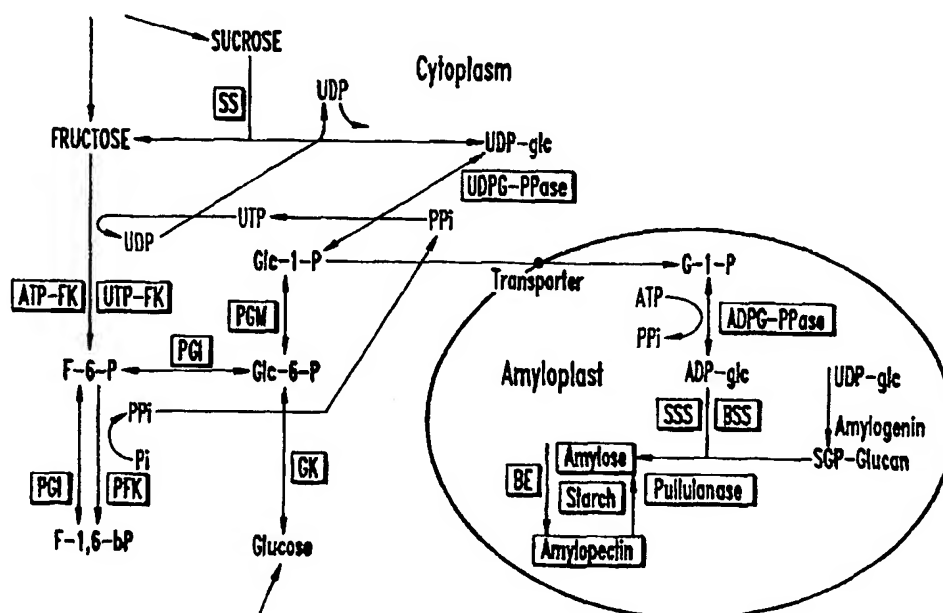 SUCROSE
Cytoplasm
SS
UDP
FRUCTOSE
UDP-glc
UDPG-PPase
UTP
PPi
UDP
Glc-1-P
Transporter
G-1-P
ATP-FK
UTP-FK
PGM
ATP
PPi
ADPG-PPase
PGI
F-6-P
Glc-6-P
Amyloplast
ADP-glc
UDP-glc
PPi
SSS
BSS
Amylogenin
Pi
GK
BE
Amylose
SGP-Glucan
PGI
PFK
Starch
Pullulanase
F-1,6-bP
Glucose
Amylopectin